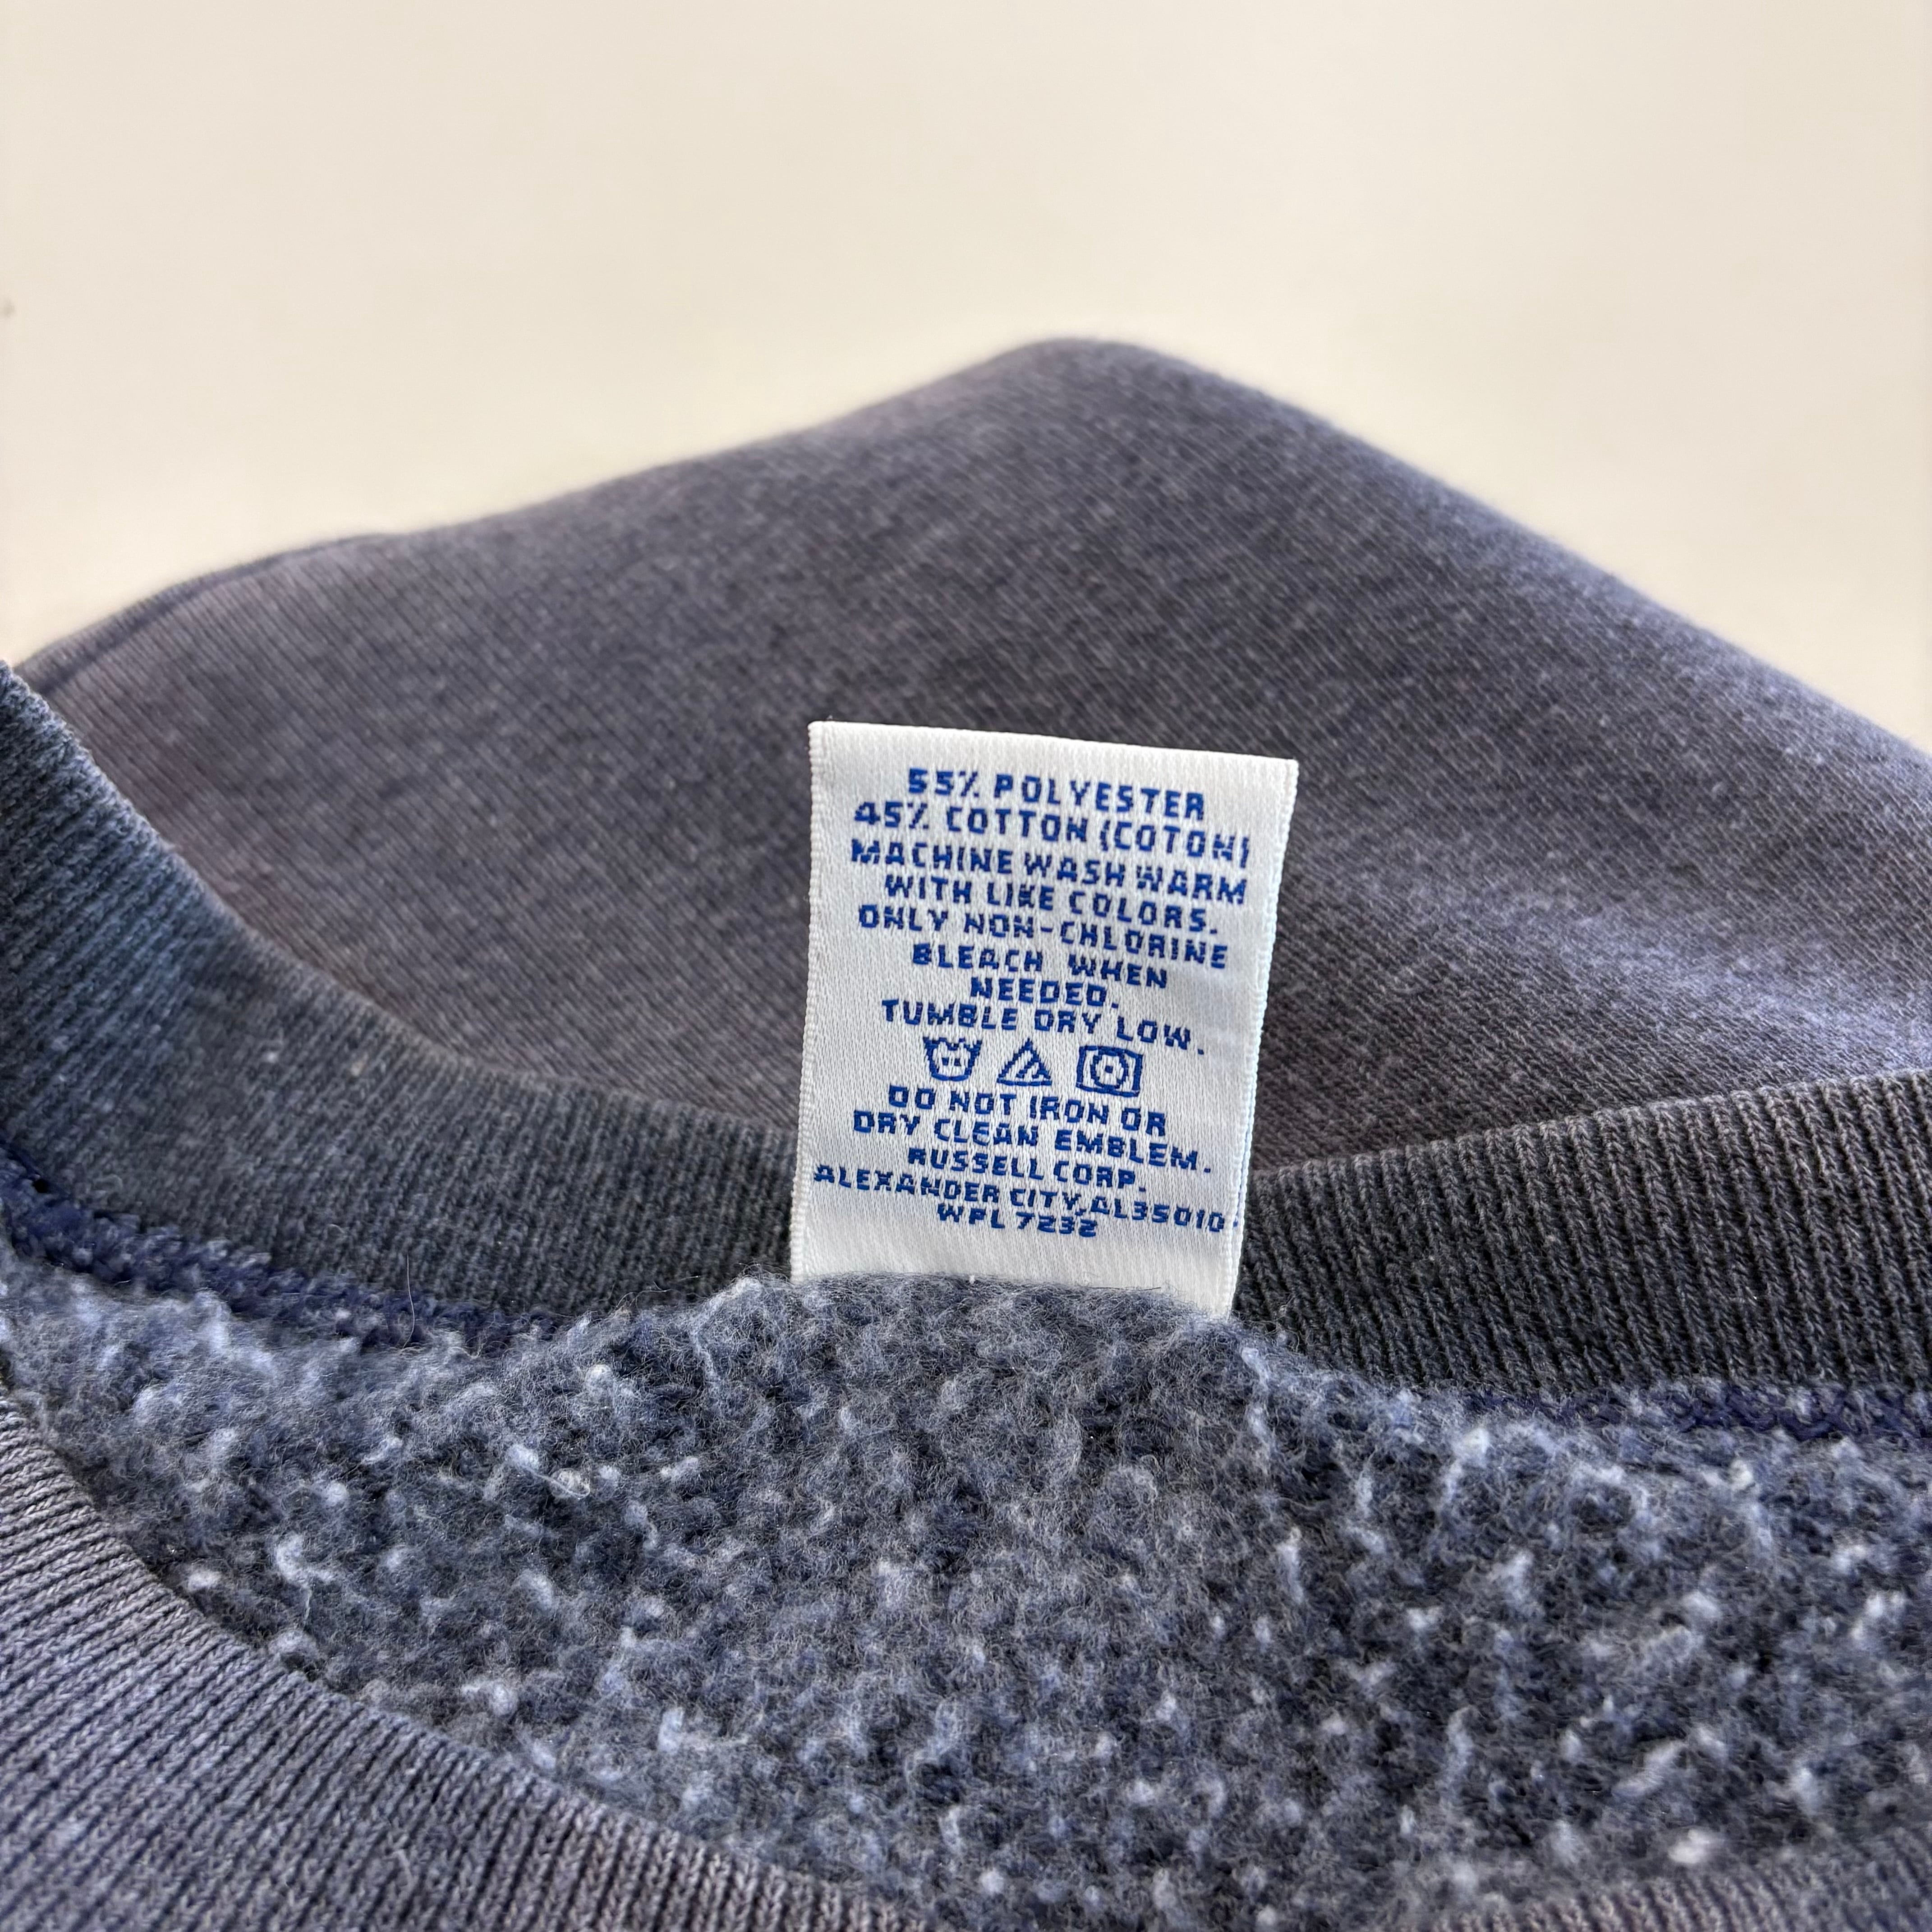 55% POLYESTER
45% COTTON (COTON)
MACHINE WASH WARM
WITH LIKE COLORS.
ONLY NON-CHLORINE
BLEACH, WHEN
NEEDED.
TUMBLE DRY LOW.
DO NOT IRON OR
DRY CLEAN EMBLEM.
RUSSELL CORP.
ALEXANDER CITY, AL35010
WPL 7232